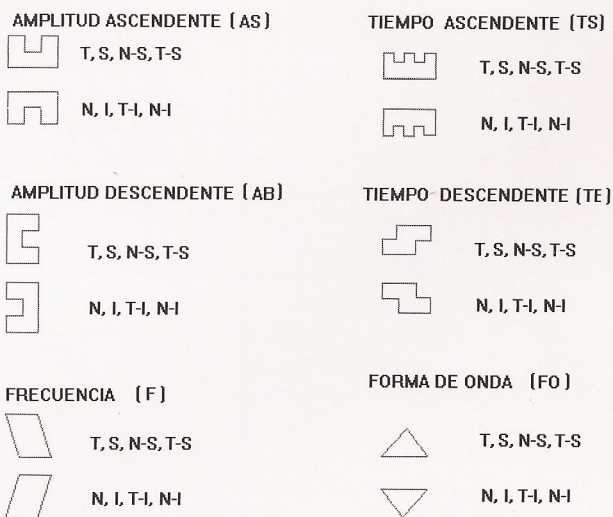 AMPLITUD ASCENDENTE (AS)
T, S, N-S, T-S
N, I, T-I, N-I
TIEMPO ASCENDENTE (TS)
T, S, N-S, T-S
N, I, T-I, N-I
AMPLITUD DESCENDENTE (AB)
T, S, N-S, T-S
N, I, T-I, N-I
TIEMPO DESCENDENTE (TE)
T, S, N-S, T-S
N, I, T-I, N-I
FRECUENCIA (F)
T, S, N-S, T-S
N, I, T-I, N-I
FORMA DE ONDA (FO)
T, S, N-S, T-S
N, I, T-I, N-I